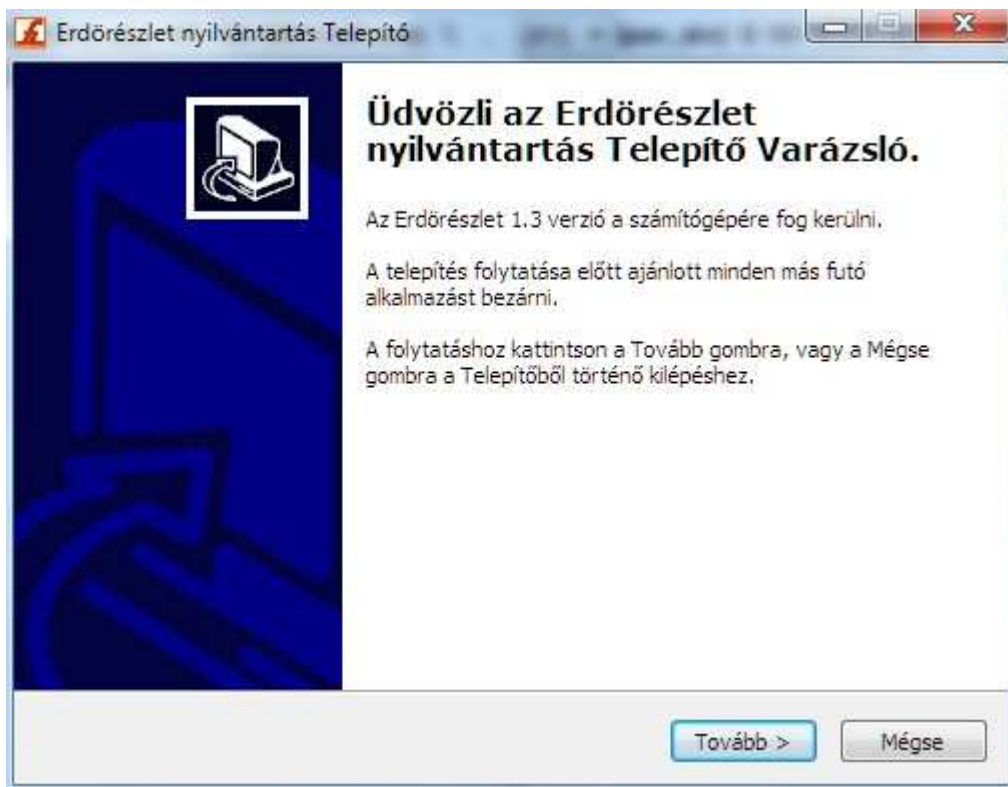 Erdörészlet nyilvántartás Telepítő
Üdvözli az Erdörészlet
nyilvántartás Telepítő Varázsló.
Az Erdörészlet 1.3 verzió a számítógépére fog kerülni.
A telepítés folytatása előtt ajánlott minden más futó
alkalmazást bezárni.
A folytatáshoz kattintson a Tovább gombra, vagy a Mégse
gombra a Telepítőből történő kilépéshez.
Tovább >
Mégse